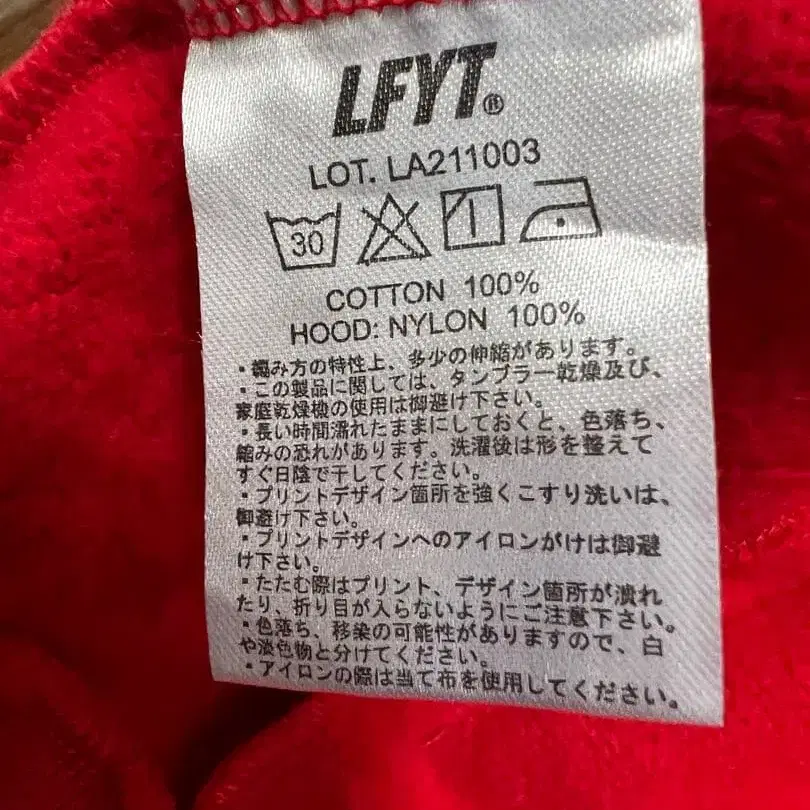 LFYT®
LOT. LA211003
30
COTTON 100%
HOOD: NYLON 100%
・編み方の特性上、多少の伸縮があります。
・この製品に関しては、タンブラー乾燥及び、
家庭乾燥機の使用は御避け下さい。
・長い時間濡れたままにしておくと、色落ち、
縮みの恐れがあります。洗濯後は形を整えて
すぐ日陰で干してください。
・プリントデザイン箇所を強くこすり洗いは、
御避け下さい。
・プリントデザインへのアイロンがけは御避
け下さい。
・たたむ際はプリント、デザイン箇所が潰れ
たり、折り目が入らないようにご注意下さい。
・色落ち、移染の可能性がありますので、白
や淡色物と分けてください。
・アイロンの際は当て布を使用してください。